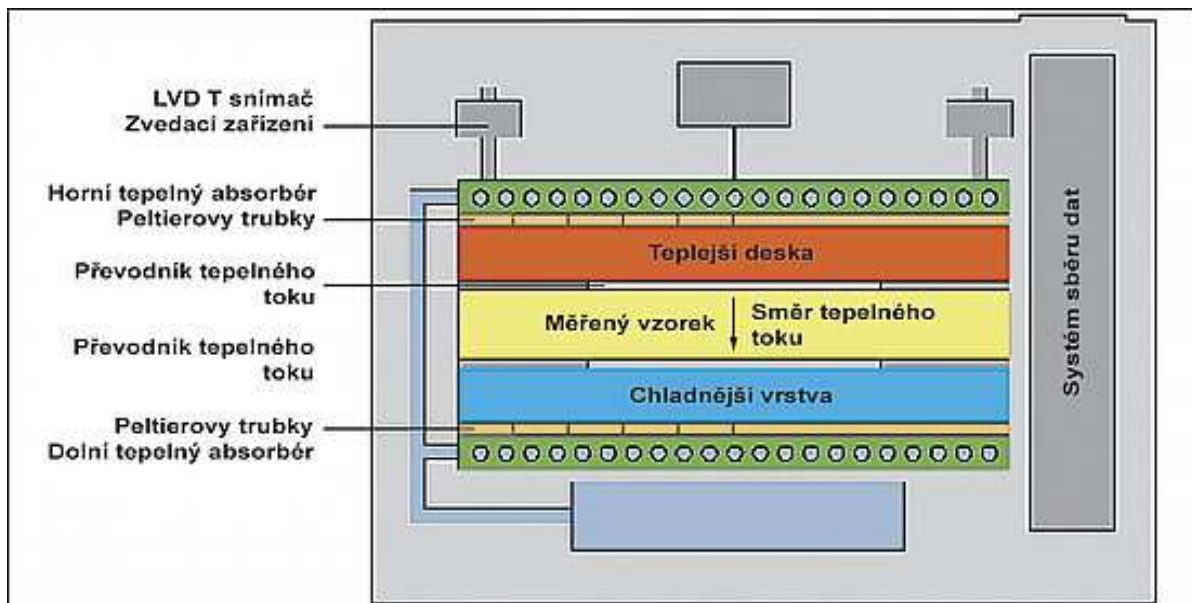 LVD T snímač
Zvedací zařízení
Horní tepelný absorbér
Peltierovy trubky
Převodník tepelného
toku
Převodník tepelného
toku
Peltierovy trubky
Dolní tepelný absorbér
Teplejší deska
Měřený vzorek
Směr tepelného
toku
Chladnější vrstva
Systém sběru dat